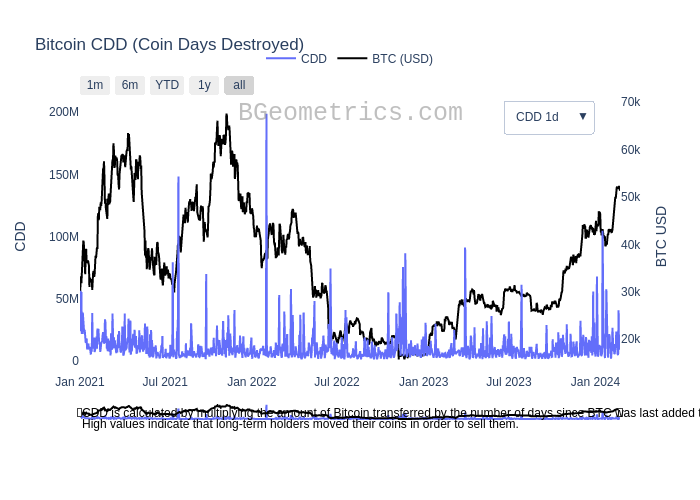 Bitcoin CDD (Coin Days Destroyed)
CDD BTC (USD)
1m 6m YTD 1y all
BGeometrics.com
CDD 1d ▼
200M
150M
100M
50M
0
CDD
70k
60k
50k
40k
30k
20k
BTC USD
Jan 2021 Jul 2021 Jan 2022 Jul 2022 Jan 2023 Jul 2023 Jan 2024
CDD is calculated by multiplying the amount of Bitcoin transferred by the number of days since BTC was last added t
High values indicate that long-term holders moved their coins in order to sell them.